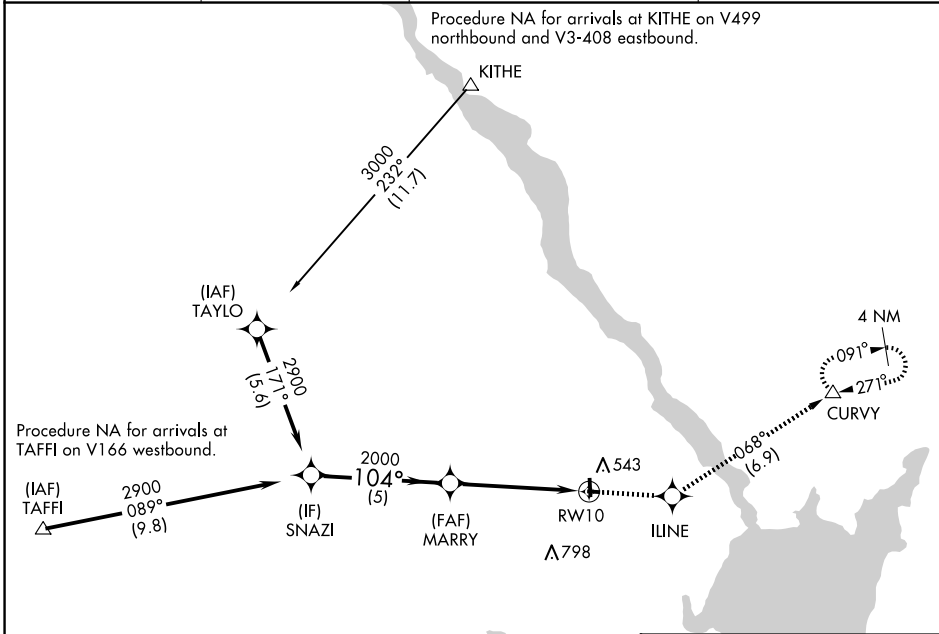 Procedure NA for arrivals at KITHE on V499
northbound and V3-408 eastbound.
KITHE
3000
232°
(11.7)
(IAF)
TAYLO
4 NM
091°
271°
CURVY
2900
171°
(5.6)
Procedure NA for arrivals at
TAFFI on V166 westbound.
068°
(6.9)
(IAF)
TAFFI
2900
089°
(9.8)
(IF)
SNAZI
2000
104°
(5)
(FAF)
MARRY
543
RW10
ILINE
798